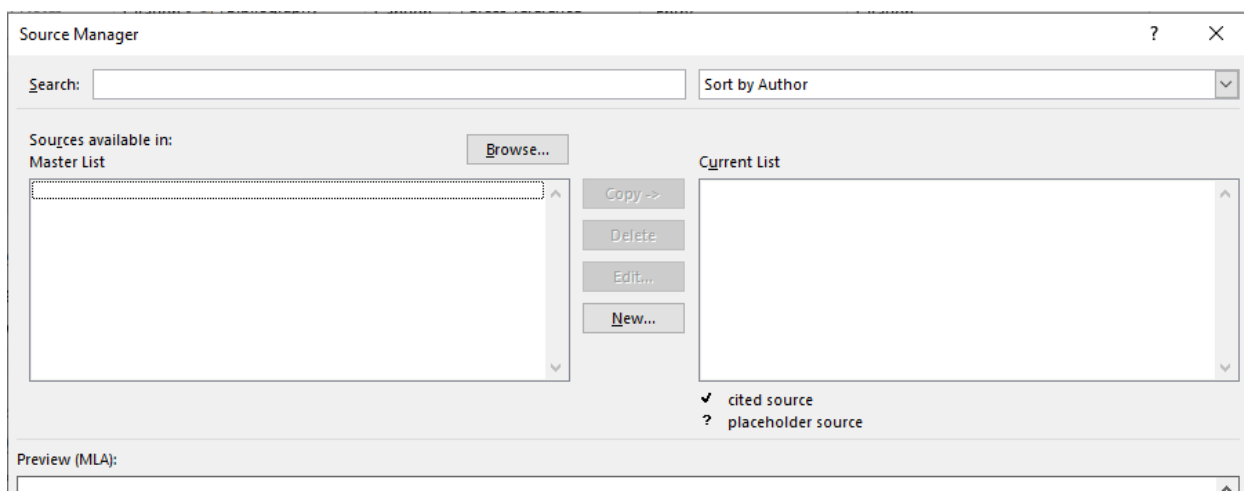 Source Manager
?
Search:
Sort by Author
Sources available in:
Master List
Browse...
Current List
Copy ->
Delete
Edit...
New...
cited source
? placeholder source
Preview (MLA):